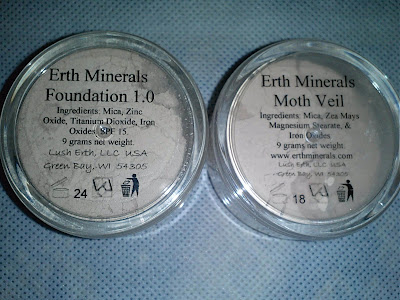 Erth Minerals
Foundation 1.0
Ingredients: Mica, Zinc
Oxide, Titanium Dioxide, Iron
Oxides. SPF 15.
9 grams net weight.
Lush Erth, LLC USA
Green Bay, WI 54305
24
Erth Minerals
Moth Veil
Ingredients: Mica, Zea Mays
Magnesium Stearate, &
Iron Oxides
9 grams net weight.
www.erthminerals.com
Lush Erth, LLC USA
Green Bay, WI 54305
18